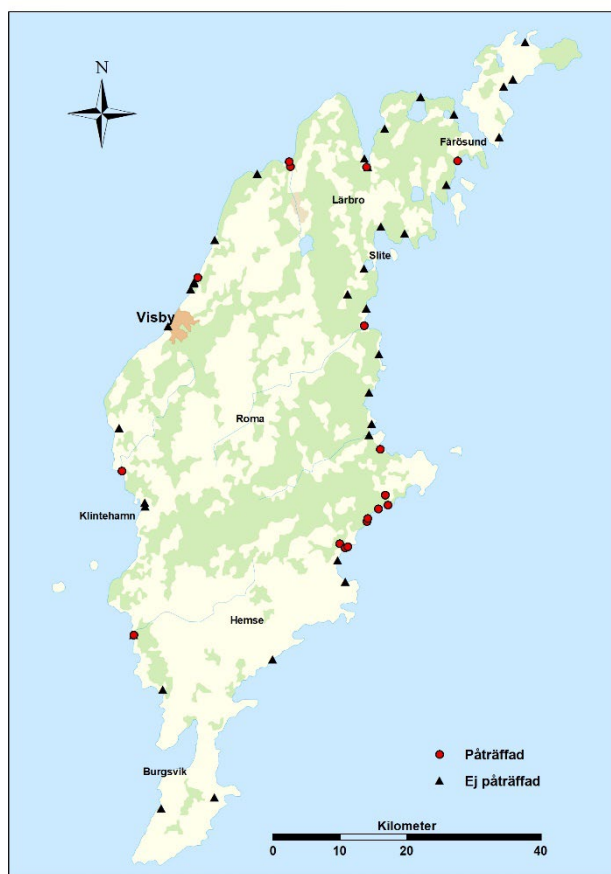 N
Fårösund
Lärbro
Slite
Visby
Roma
Klintehamn
Hemse
Påträffad
Burgsvik
Ej påträffad
Kilometer
0 10 20 40